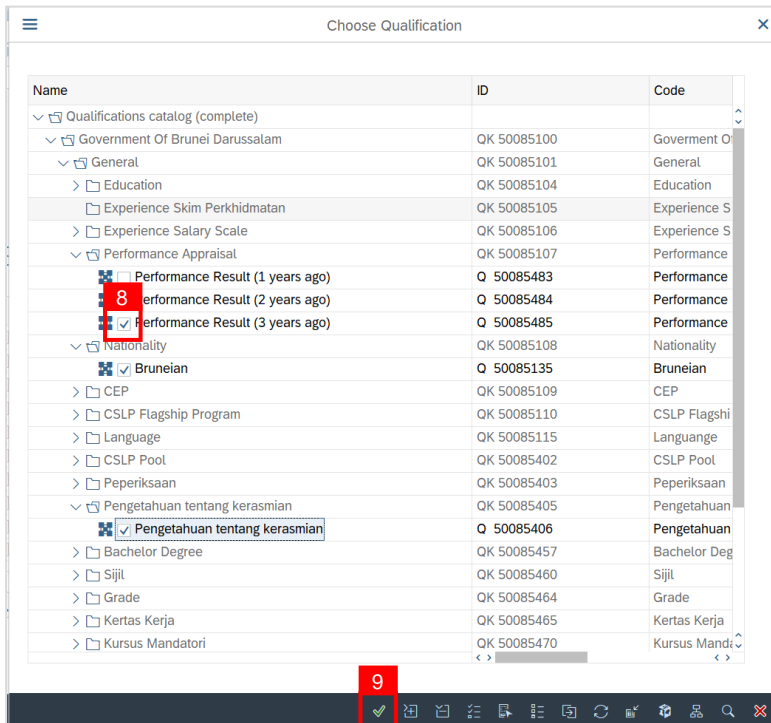 Choose Qualification
Name ID Code
Qualifications catalog (complete)
Government Of Brunei Darussalam QK 50085100 Goverment Of
General QK 50085101 General
Education QK 50085104 Education
Experience Skim Perkhidmatan QK 50085105 Experience S
Experience Salary Scale QK 50085106 Experience S
Performance Appraisal QK 50085107 Performance
Performance Result (1 years ago) Q 50085483 Performance
8 erformance Result (2 years ago) Q 50085484 Performance
Performance Result (3 years ago) Q 50085485 Performance
Nationality QK 50085108 Nationality
Bruneian Q 50085135 Bruneian
CEP QK 50085109 CEP
CSLP Flagship Program QK 50085110 CSLP Flagshi
Language QK 50085115 Languange
CSLP Pool QK 50085402 CSLP Pool
Peperiksaan QK 50085403 Peperiksaan
Pengetahuan tentang kerasmian QK 50085405 Pengetahuan
Pengetahuan tentang kerasmian Q 50085406 Pengetahuan
Bachelor Degree QK 50085457 Bachelor Deg
Sijil QK 50085460 Sijil
Grade QK 50085464 Grade
Kertas Kerja QK 50085465 Kertas Kerja
Kursus Mandatori QK 50085470 Kursus Manda
9